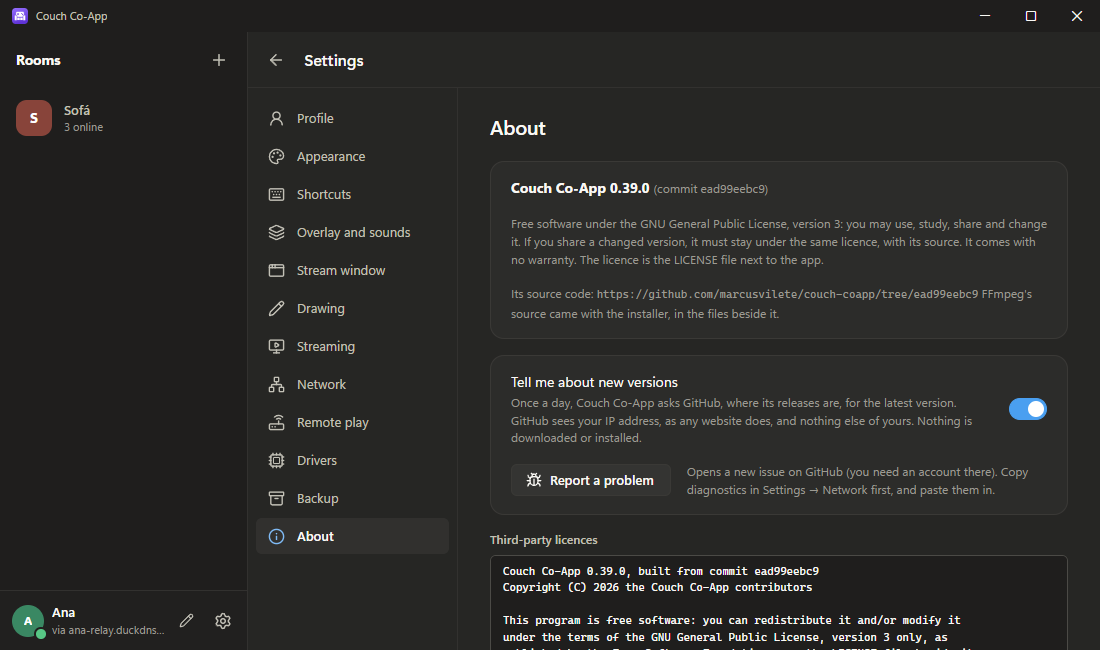 Couch Co-App
Rooms
S
Sofá
3 online
A
Ana
via ana-relay.duckdns...
Settings
Profile
Appearance
Shortcuts
Overlay and sounds
Stream window
Drawing
Streaming
Network
Remote play
Drivers
Backup
About
About
Couch Co-App 0.39.0 (commit ead99eebc9)
Free software under the GNU General Public License, version 3: you may use, study, share and change
it. If you share a changed version, it must stay under the same licence, with its source. It comes with
no warranty. The licence is the LICENSE file next to the app.
Its source code: https://github.com/marcusvilete/couch-coapp/tree/ead99eebc9 FFmpeg's
source came with the installer, in the files beside it.
Tell me about new versions
Once a day, Couch Co-App asks GitHub, where its releases are, for the latest version.
GitHub sees your IP address, as any website does, and nothing else of yours. Nothing is
downloaded or installed.
Report a problem
Opens a new issue on GitHub (you need an account there). Copy
diagnostics in Settings → Network first, and paste them in.
Third-party licences
Couch Co-App 0.39.0, built from commit ead99eebc9
Copyright (C) 2026 the Couch Co-App contributors
This program is free software: you can redistribute it and/or modify it
under the terms of the GNU General Public License, version 3 only, as